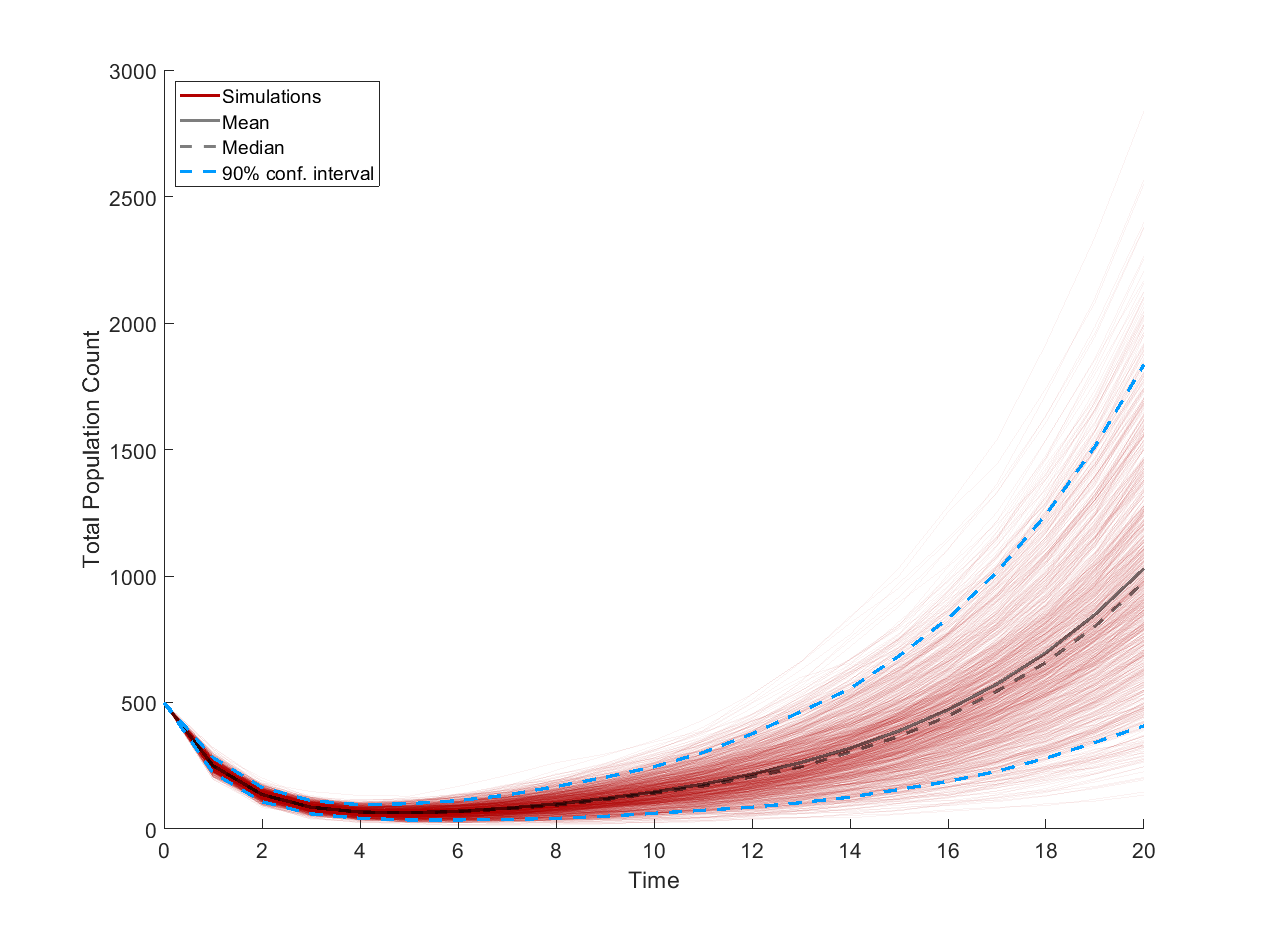 3000
2500
2000
1500
1000
500
0
Total Population Count
Simulations
Mean
Median
90% conf. interval
0 2 4 6 8 10 12 14 16 18 20
Time